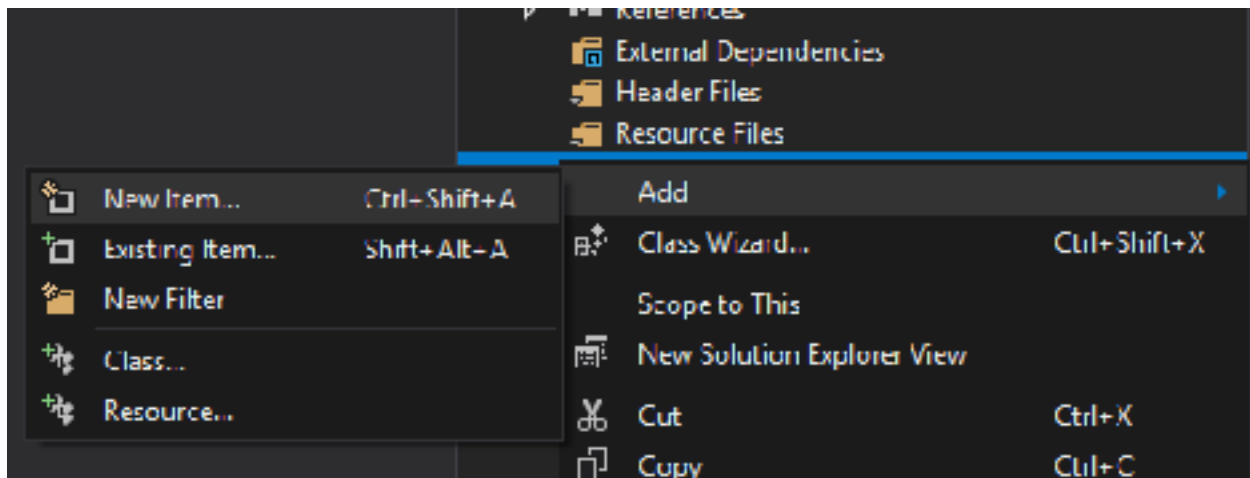 References
External Dependencies
Header Files
Resource Files
Add
New Item... Ctrl+Shift+A
Existing Item... Shift+Alt+A
New Filter
Class...
Resource...
Class Wizard... Ctrl+Shift+X
Scope to This
New Solution Explorer View
Cut Ctrl+X
Copy Ctrl+C